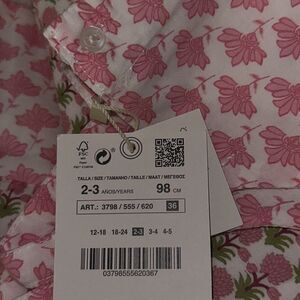 TALLA / SIZE / TAMANHO / TAILLE / MAAT / ΜΕΓΕΘΟΣ
2-3 AÑOS/YEARS 98 CM
ART.: 3798 / 555 / 620 36
12-18 18-24 2-3 3-4 4-5
03798555620367